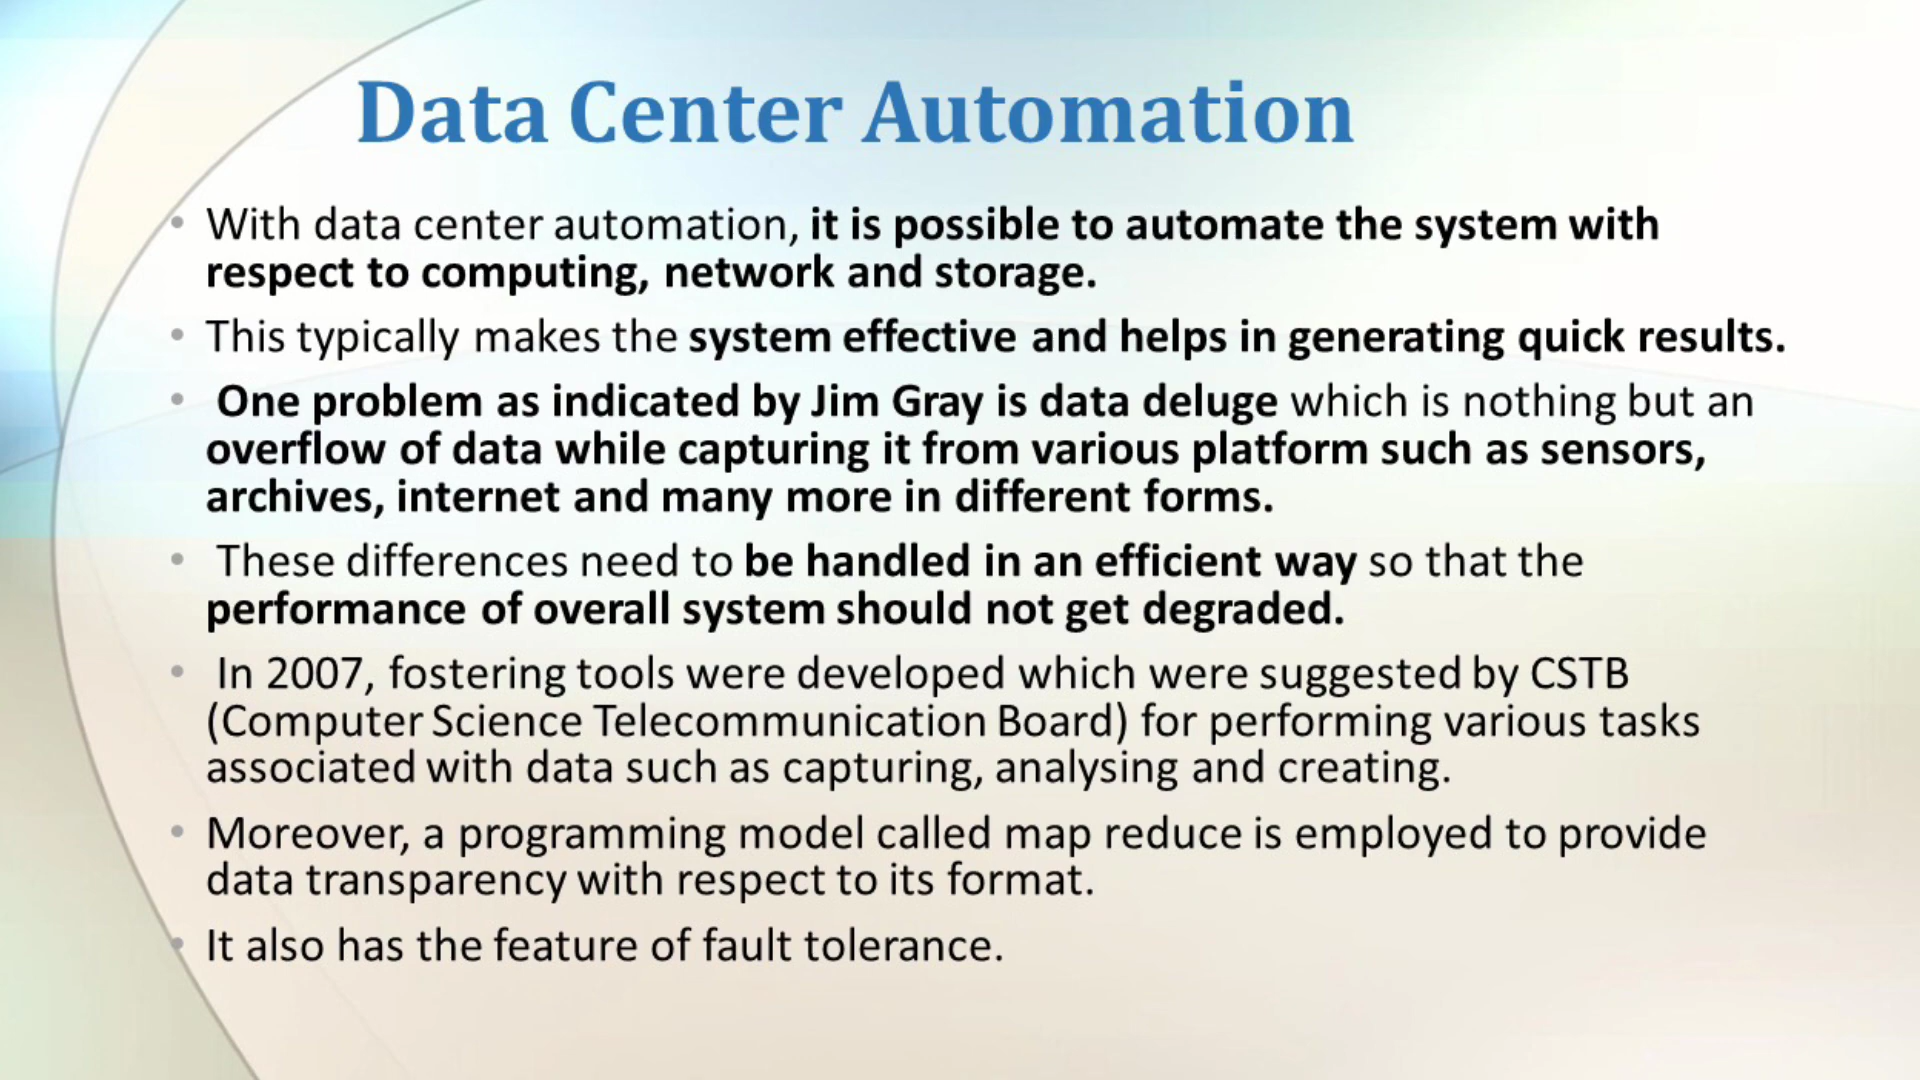 Data Center Automation
• With data center automation, it is possible to automate the system with
respect to computing, network and storage.
• This typically makes the system effective and helps in generating quick results.
• One problem as indicated by Jim Gray is data deluge which is nothing but an
overflow of data while capturing it from various platform such as sensors,
archives, internet and many more in different forms.
• These differences need to be handled in an efficient way so that the
performance of overall system should not get degraded.
• In 2007, fostering tools were developed which were suggested by CSTB
(Computer Science Telecommunication Board) for performing various tasks
associated with data such as capturing, analysing and creating.
• Moreover, a programming model called map reduce is employed to provide
data transparency with respect to its format.
• It also has the feature of fault tolerance.